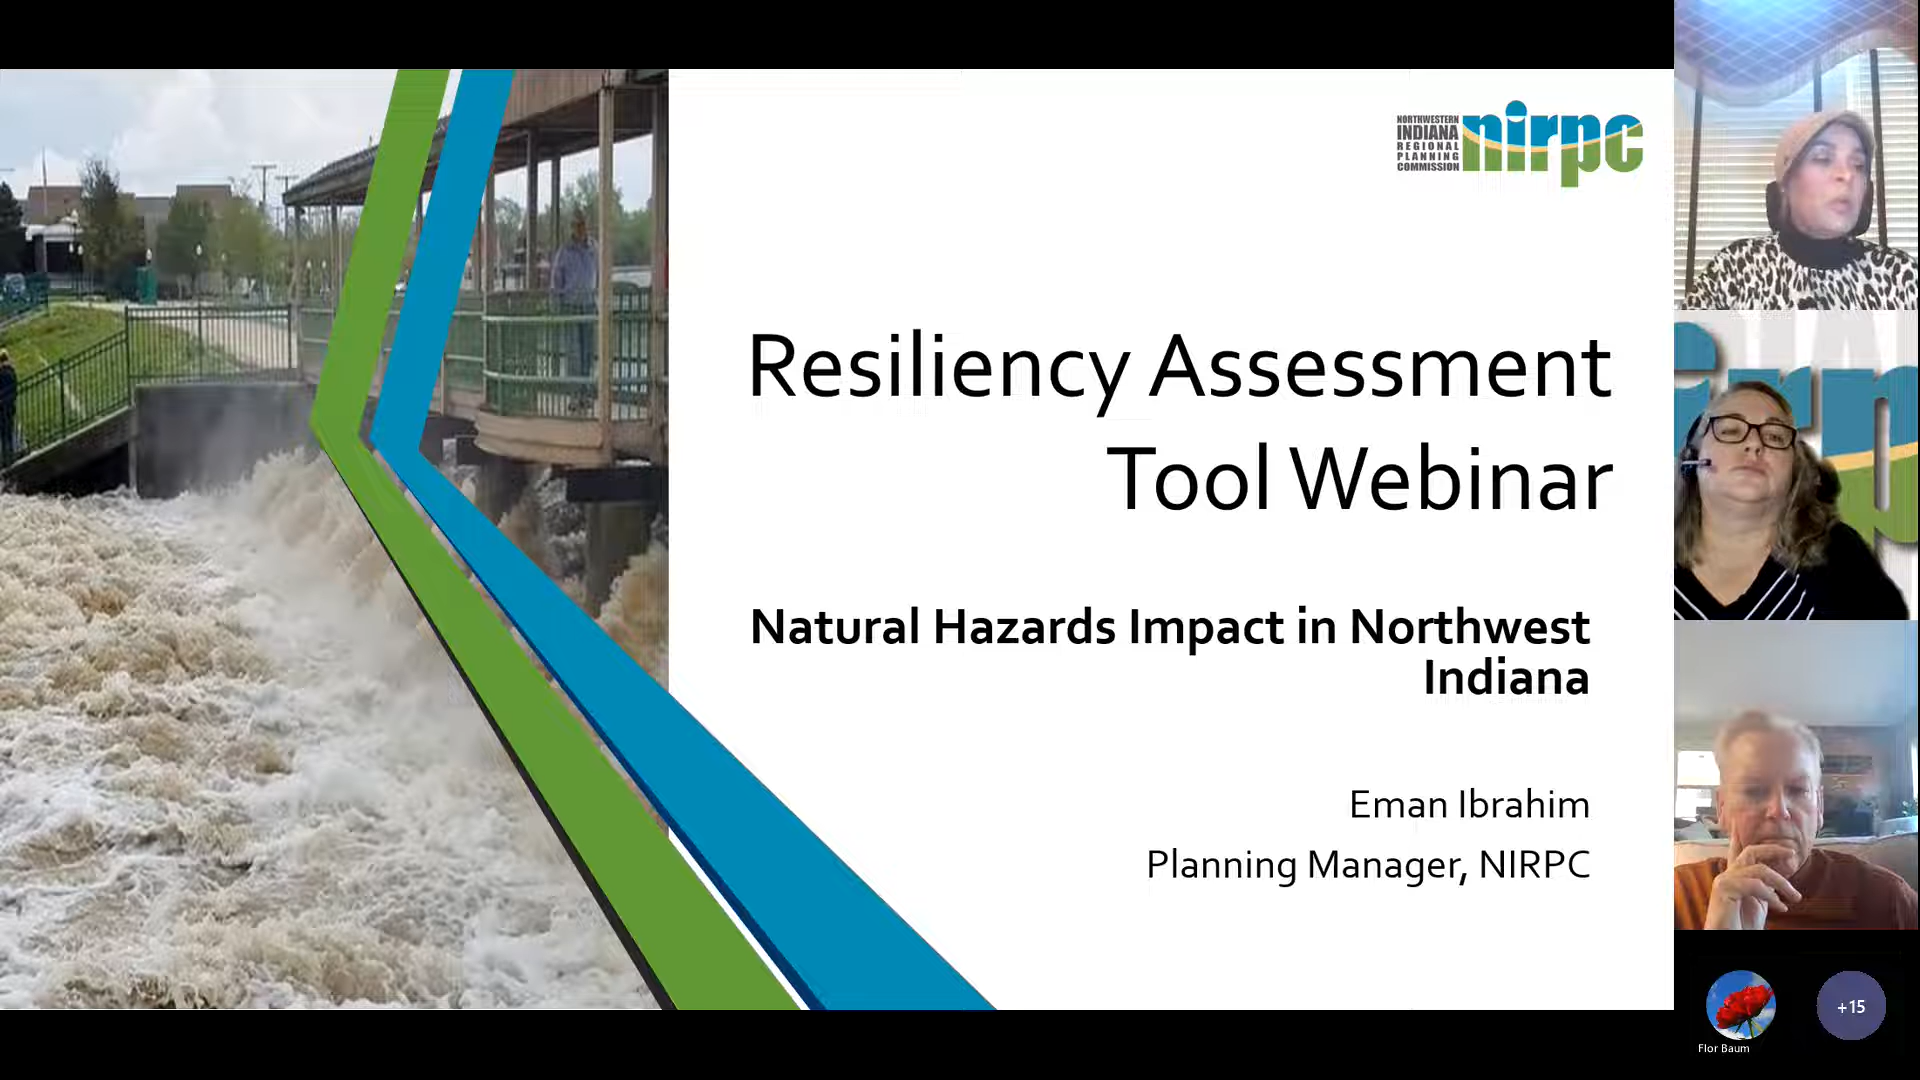 NORTHWESTERN
INDIANA
REGIONAL
PLANNING
COMMISSION
nirpc
Resiliency Assessment
Tool Webinar
Natural Hazards Impact in Northwest
Indiana
Eman Ibrahim
Planning Manager, NIRPC
+15
Flor Baum